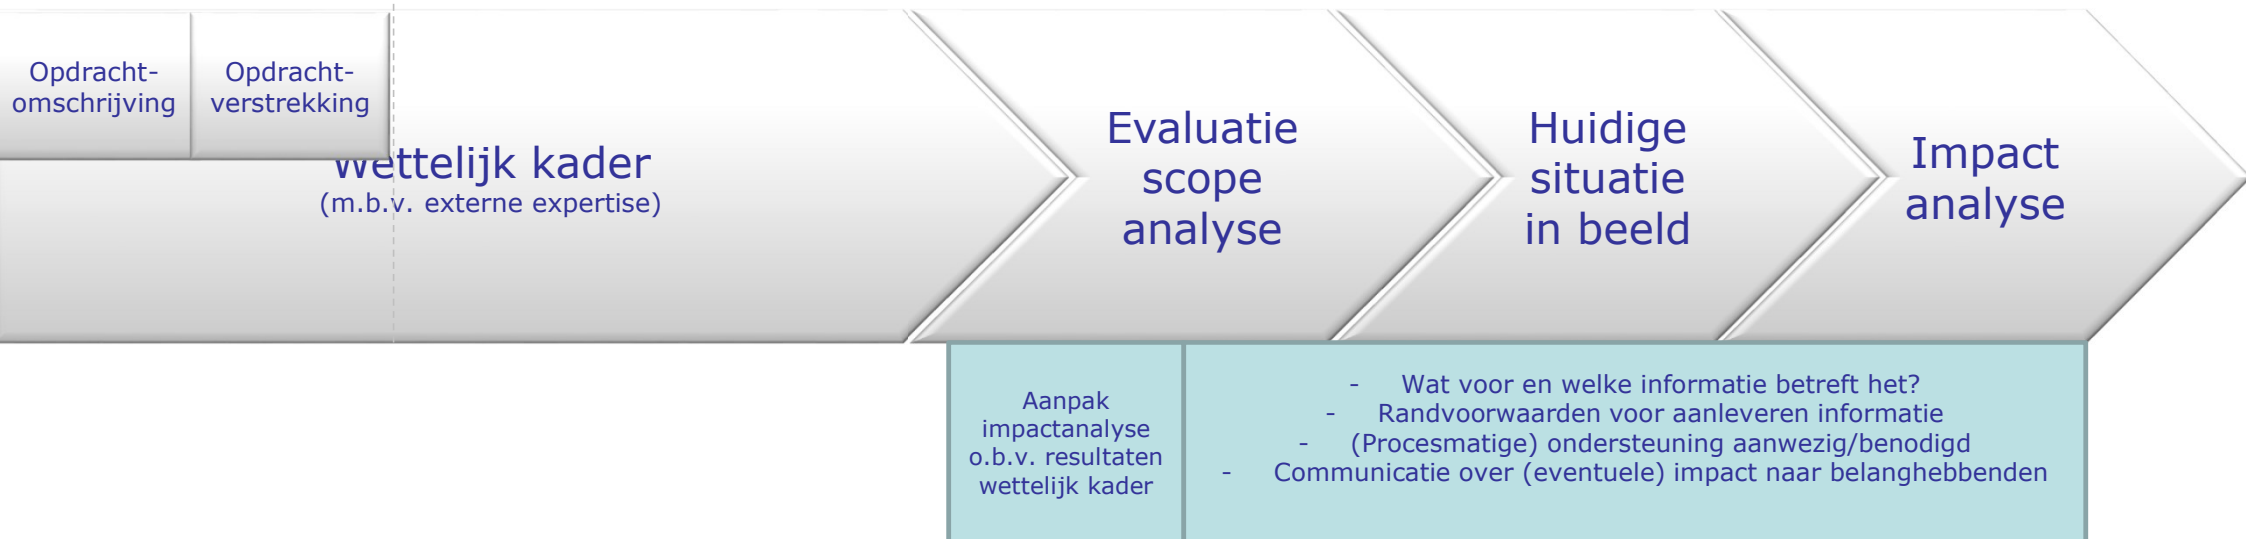 Opdracht-
omschrijving
Opdracht-
verstrekking
Wettelijk kader
(m.b.v. externe expertise)
Evaluatie
scope
analyse
Huidige
situatie
in beeld
Impact
analyse
Aanpak
impactanalyse
o.b.v. resultaten
wettelijk kader
- Wat voor en welke informatie betreft het?
- Randvoorwaarden voor aanleveren informatie
- (Procesmatige) ondersteuning aanwezig/benodigd
- Communicatie over (eventuele) impact naar belanghebbenden